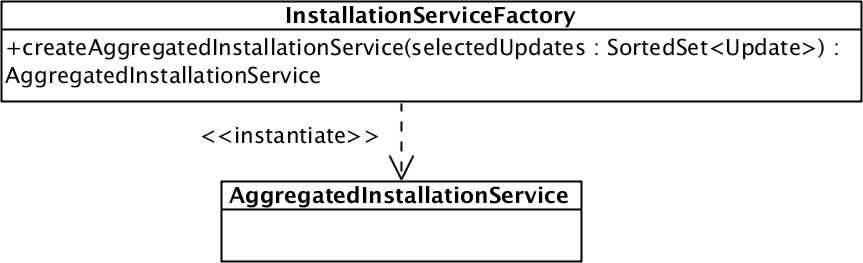 InstallationServiceFactory
+createAggregatedInstallationService(selectedUpdates : SortedSet<Update>) :
AggregatedInstallationService
<<instantiate>>
AggregatedInstallationService